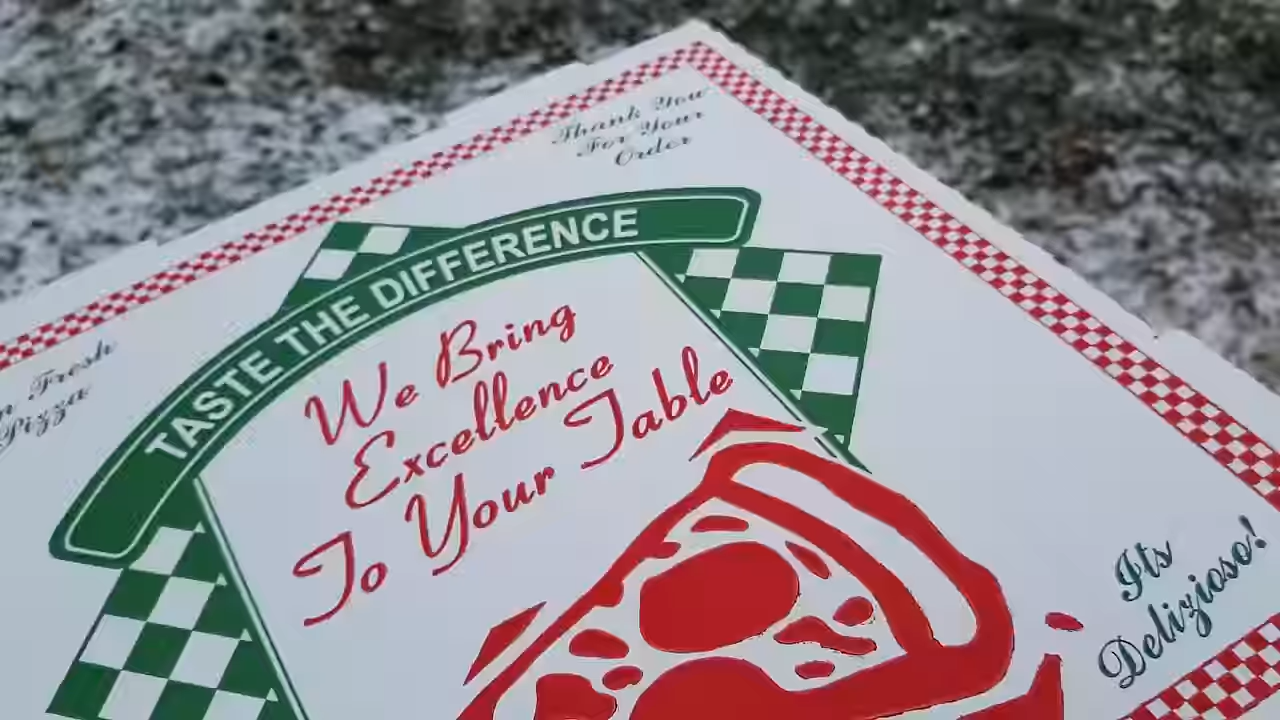 Thank You
For Your
Order
TASTE THE DIFFERENCE
Fresh
Pizza
We Bring
Excellence
To Your Table
Its
Delizioso!